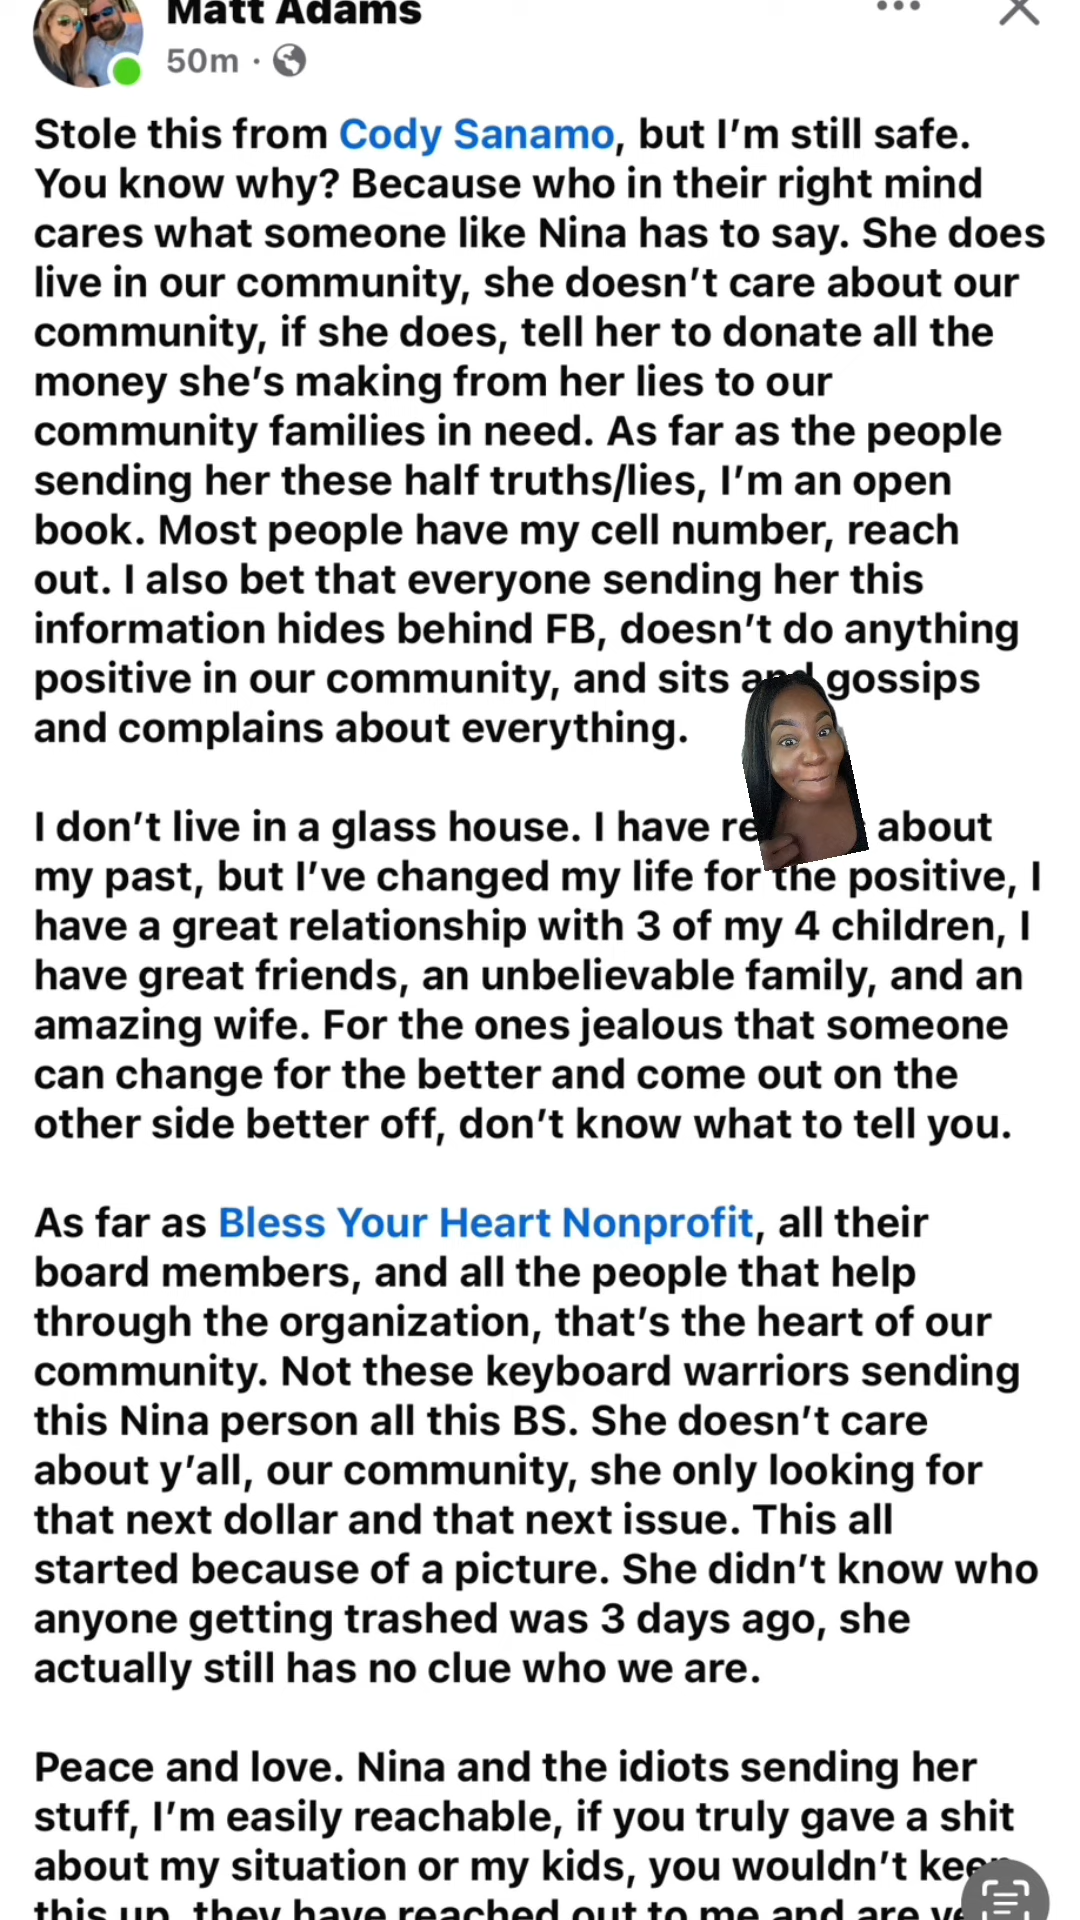 Matt Adams
50m ·
Stole this from Cody Sanamo, but I’m still safe.
You know why? Because who in their right mind
cares what someone like Nina has to say. She does
live in our community, she doesn’t care about our
community, if she does, tell her to donate all the
money she’s making from her lies to our
community families in need. As far as the people
sending her these half truths/lies, I’m an open
book. Most people have my cell number, reach
out. I also bet that everyone sending her this
information hides behind FB, doesn’t do anything
positive in our community, and sits and gossips
and complains about everything.
I don’t live in a glass house. I have about
my past, but I’ve changed my life for the positive, I
have a great relationship with 3 of my 4 children, I
have great friends, an unbelievable family, and an
amazing wife. For the ones jealous that someone
can change for the better and come out on the
other side better off, don’t know what to tell you.
As far as Bless Your Heart Nonprofit, all their
board members, and all the people that help
through the organization, that’s the heart of our
community. Not these keyboard warriors sending
this Nina person all this BS. She doesn’t care
about y’all, our community, she only looking for
that next dollar and that next issue. This all
started because of a picture. She didn’t know who
anyone getting trashed was 3 days ago, she
actually still has no clue who we are.
Peace and love. Nina and the idiots sending her
stuff, I’m easily reachable, if you truly gave a shit
about my situation or my kids, you wouldn’t keep
this up, they have reached out to me and are